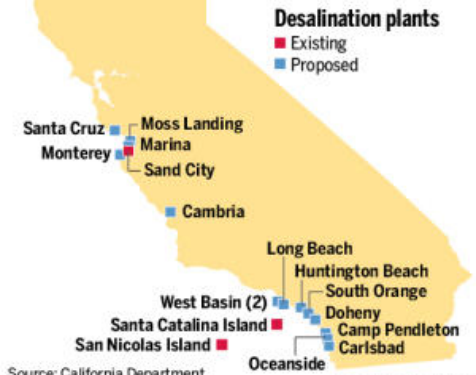 Desalination plants
Existing
Proposed
Santa Cruz
Moss Landing
Monterey
Marina
Sand City
Cambria
Long Beach
Huntington Beach
West Basin (2)
South Orange
Santa Catalina Island
Doheny
San Nicolas Island
Camp Pendleton
Carlsbad
Oceanside
Source: California Department